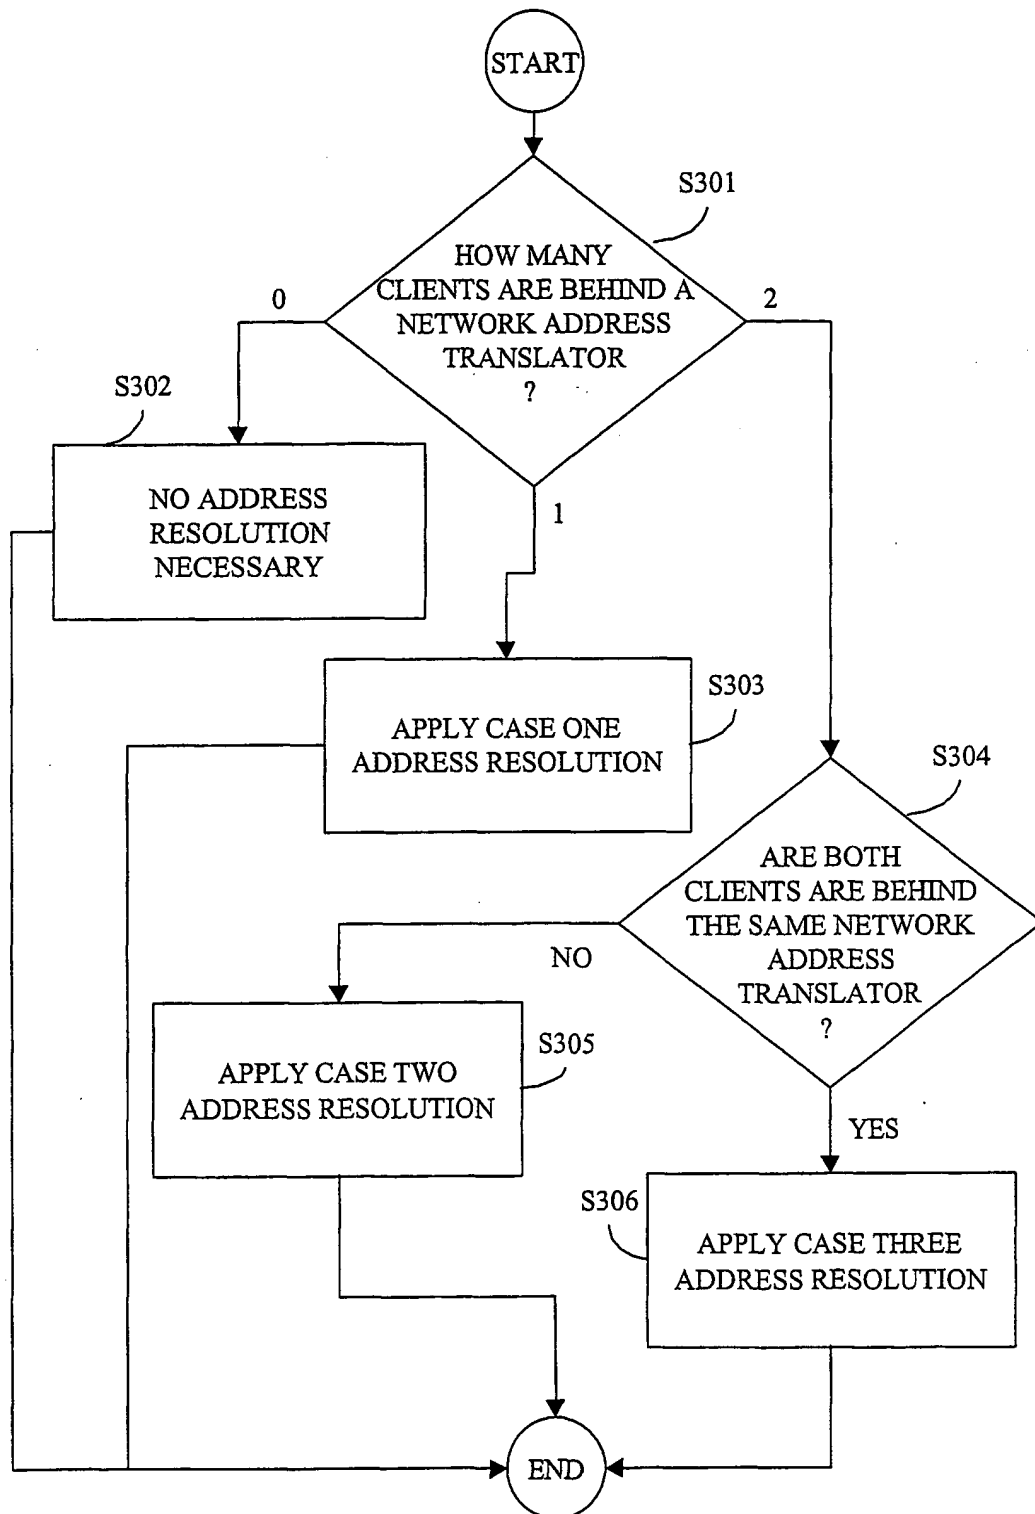 START
S301
HOW MANY
CLIENTS ARE BEHIND A
NETWORK ADDRESS
TRANSLATOR
?
0
2
1
S302
NO ADDRESS
RESOLUTION
NECESSARY
S303
APPLY CASE ONE
ADDRESS RESOLUTION
S304
ARE BOTH
CLIENTS ARE BEHIND
THE SAME NETWORK
ADDRESS
TRANSLATOR
?
NO
YES
S305
APPLY CASE TWO
ADDRESS RESOLUTION
S306
APPLY CASE THREE
ADDRESS RESOLUTION
END